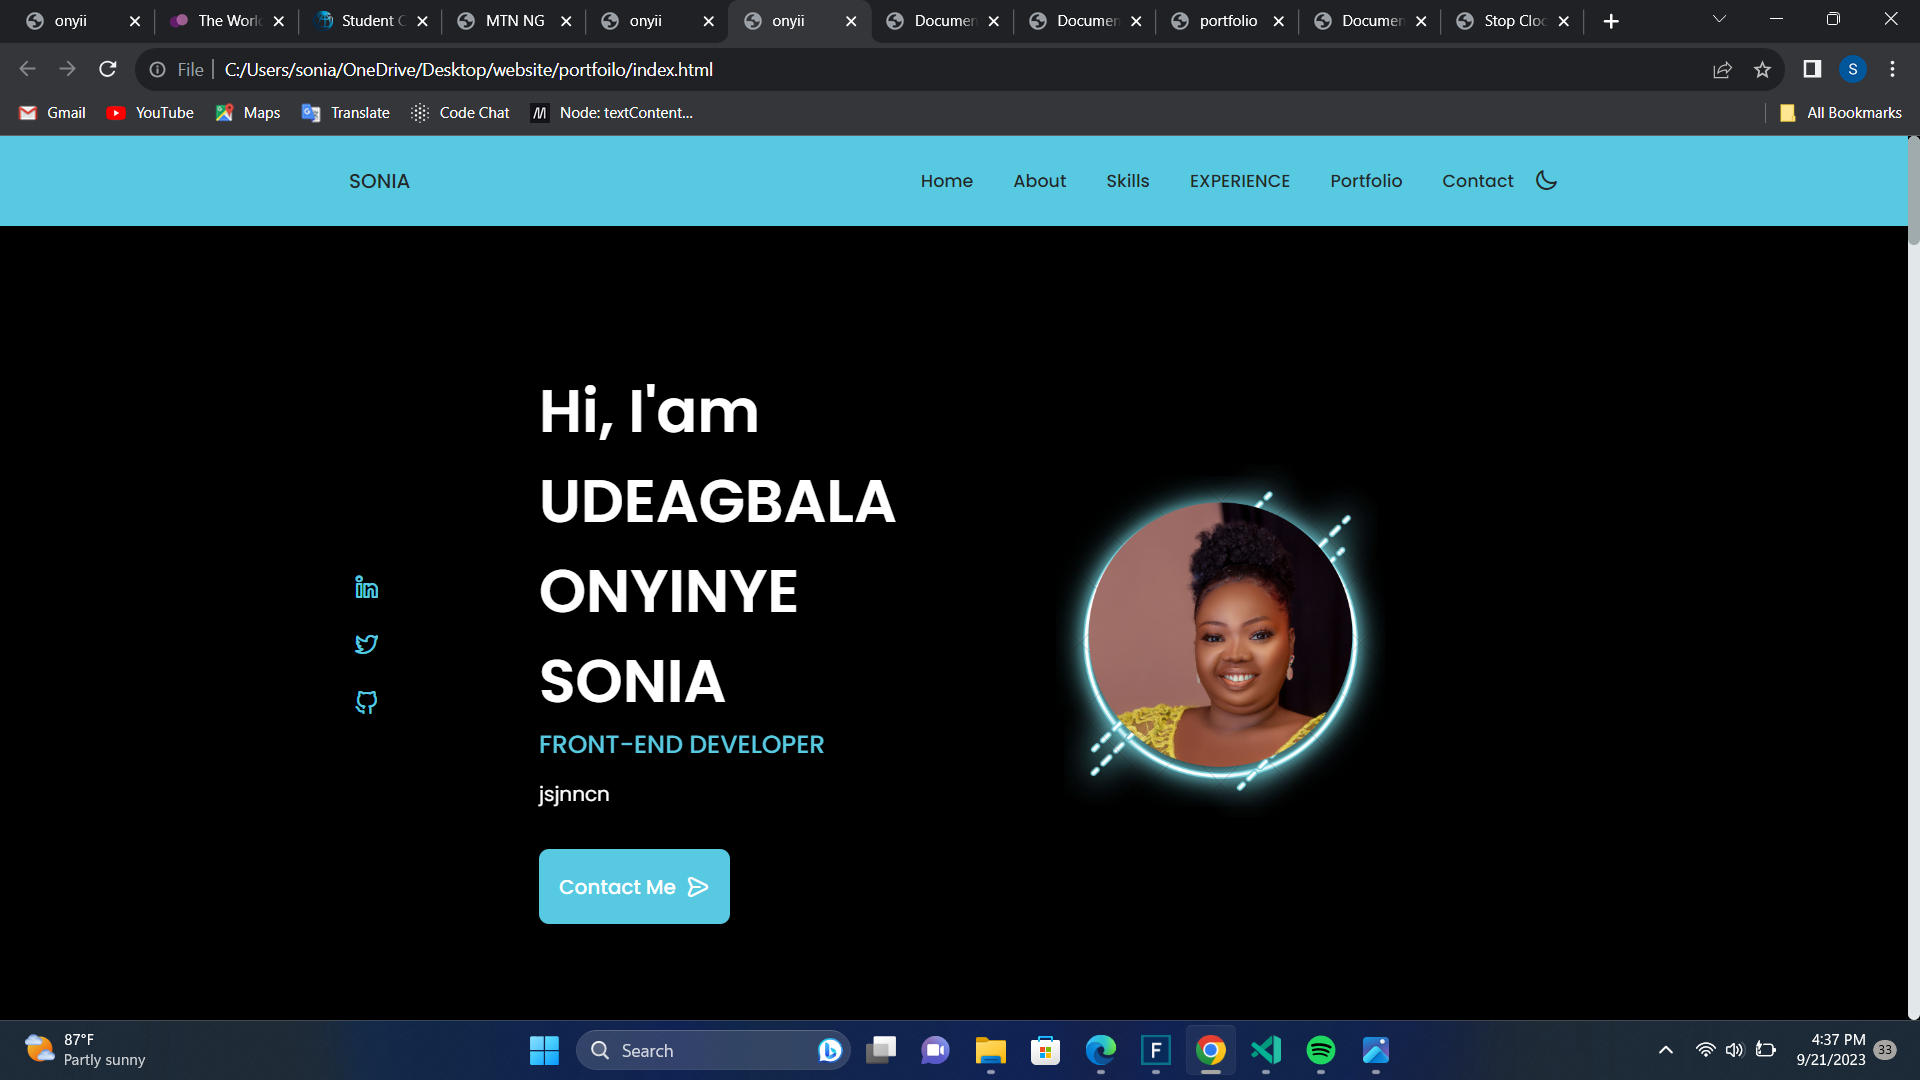 onyii
The World
Student C
MTN NG
onyii
onyii
Documen
Documen
portfolio
Documen
Stop Cloc
File
C:/Users/sonia/OneDrive/Desktop/website/portfoilo/index.html
S
Gmail
YouTube
Maps
Translate
Code Chat
M
Node: textContent...
All Bookmarks
SONIA
Home
About
Skills
EXPERIENCE
Portfolio
Contact
Hi, I'am
UDEAGBALA
ONYINYE
SONIA
FRONT-END DEVELOPER
jsjnncn
Contact Me
87°F
Partly sunny
Search
F
4:37 PM
9/21/2023
33